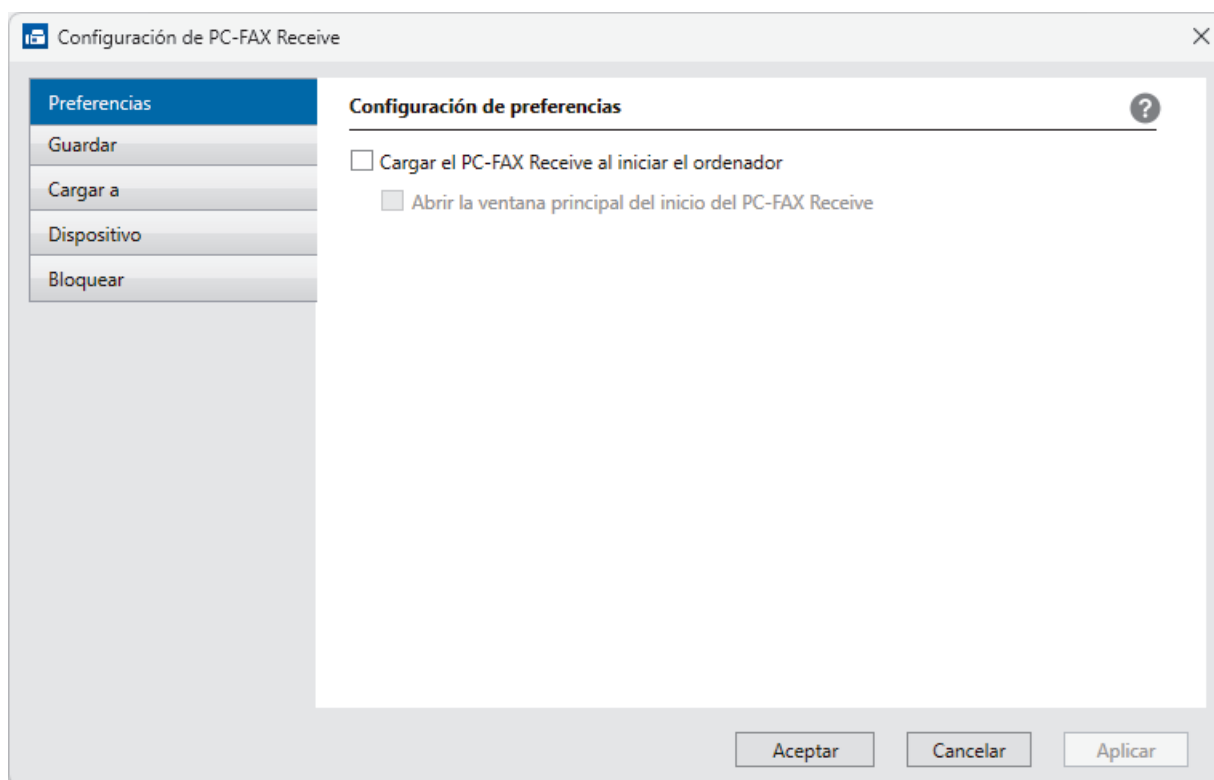 Configuración de PC-FAX Receive
Preferencias
Guardar
Cargar a
Dispositivo
Bloquear
Configuración de preferencias
?
Cargar el PC-FAX Receive al iniciar el ordenador
Abrir la ventana principal del inicio del PC-FAX Receive
Aceptar
Cancelar
Aplicar